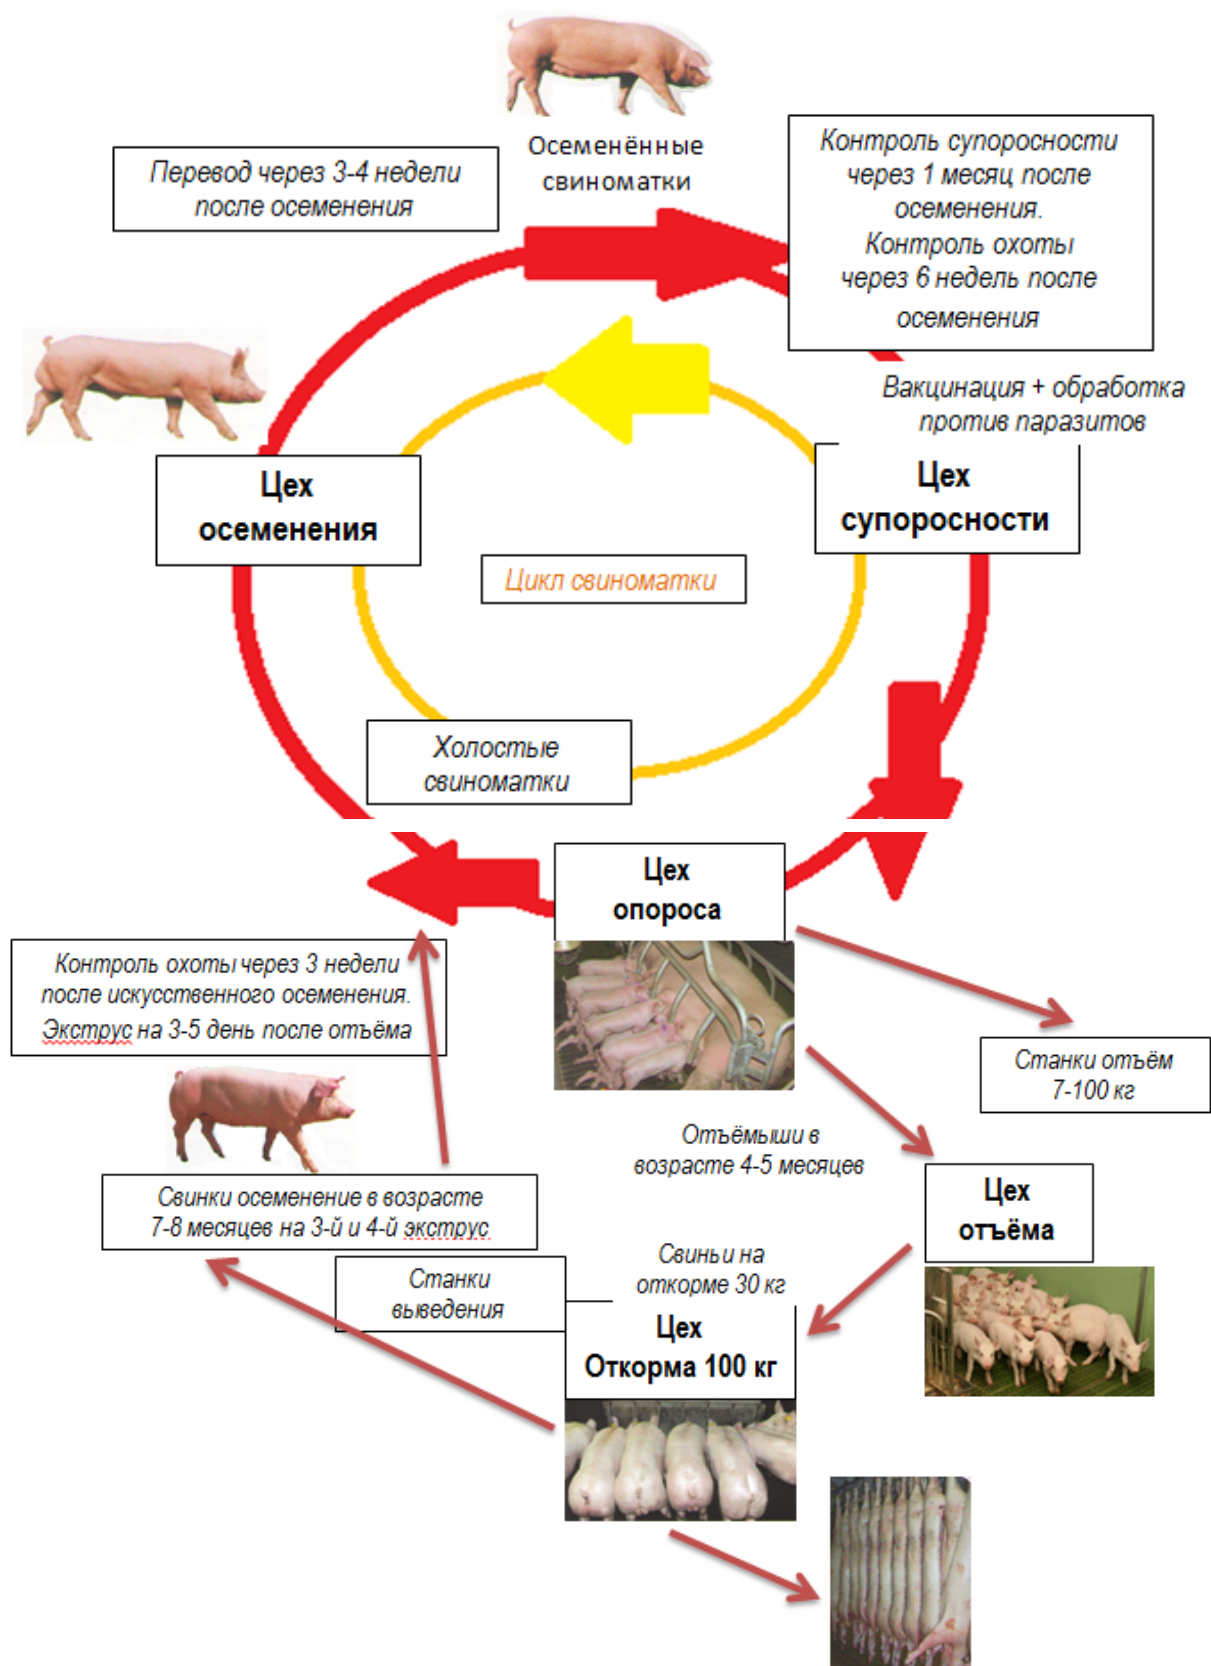 Осеменённые
свиноматки
Перевод через 3-4 недели
после осеменения
Контроль супоросности
через 1 месяц после
осеменения.
Контроль охоты
через 6 недель после
осеменения
Вакцинация + обработка
против паразитов
Цех
осеменения
Цех
супоросности
Цикл свиноматки
Холостые
свиноматки
Цех
опороса
Контроль охоты через 3 недели
после искусственного осеменения.
Экструс на 3-5 день после отъёма
Станки отъём
7-100 кг
Отъёмыши в
возрасте 4-5 месяцев
Цех
отъёма
Свинки осеменение в возрасте
7-8 месяцев на 3-й и 4-й экструс
Свиньи на
откорме 30 кг
Станки
выведения
Цех
Откорма 100 кг